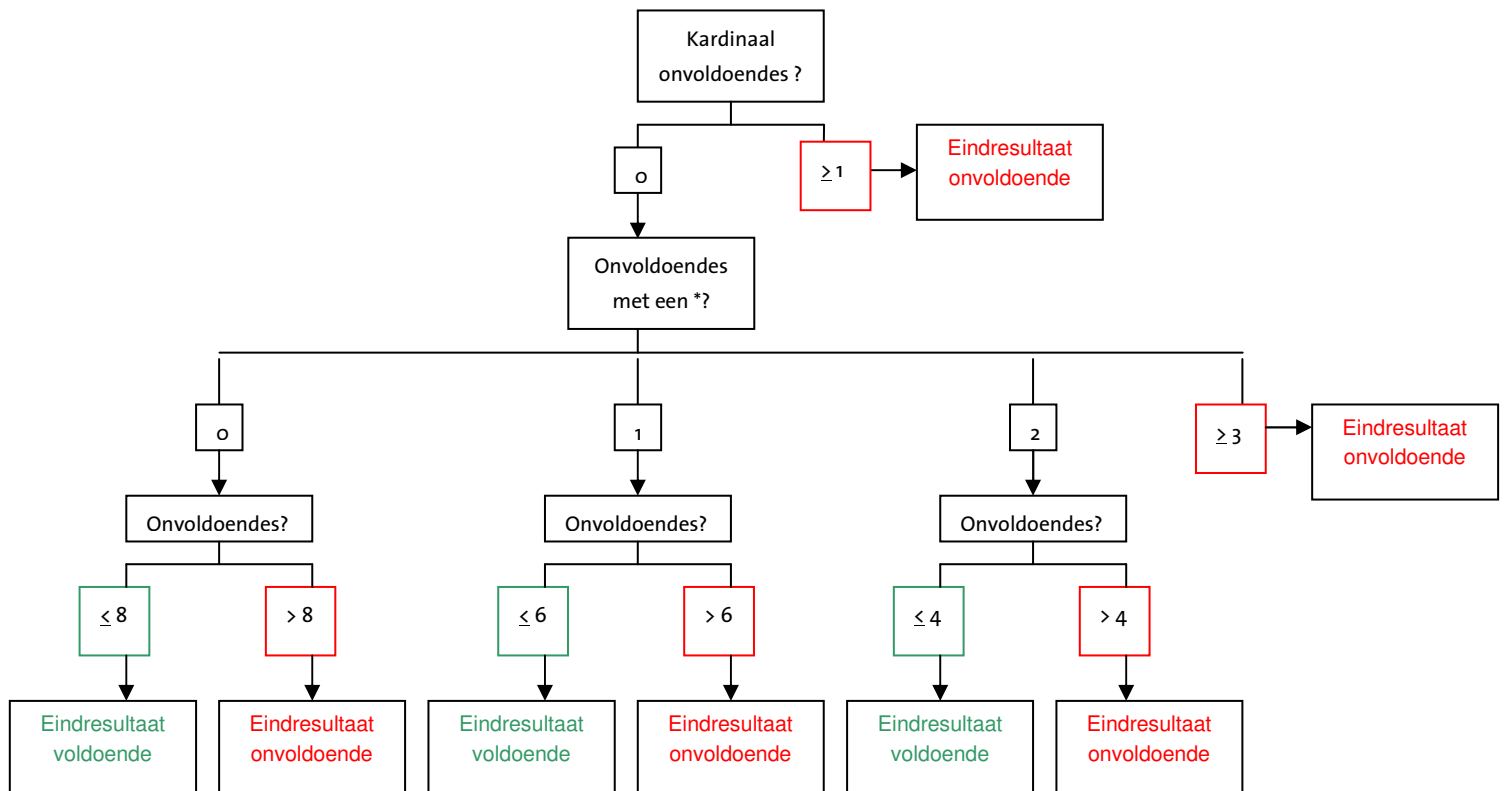 Kardinaal
onvoldoendes ?
0
≥ 1
Eindresultaat
onvoldoende
Onvoldoendes
met een *?
0
1
2
≥ 3
Eindresultaat
onvoldoende
Onvoldoendes?
Onvoldoendes?
Onvoldoendes?
≤ 8
> 8
≤ 6
> 6
≤ 4
> 4
Eindresultaat
voldoende
Eindresultaat
onvoldoende
Eindresultaat
voldoende
Eindresultaat
onvoldoende
Eindresultaat
voldoende
Eindresultaat
onvoldoende